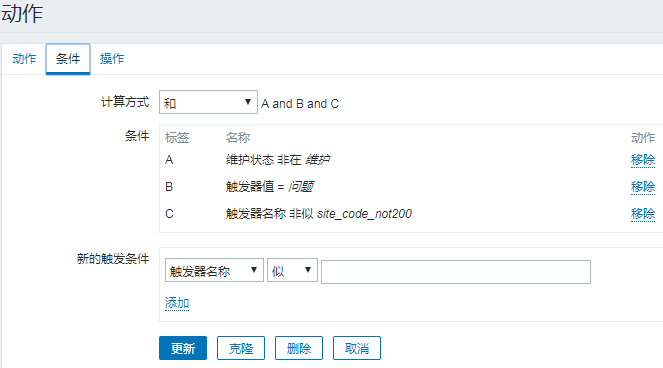 动作
动作 条件 操作
计算方式 和 A and B and C
条件 标签 名称 动作
A 维护状态 非在 维护 移除
B 触发器值 = 问题 移除
C 触发器名称 非似 site_code_not200 移除
新的触发条件 触发器名称 似
添加
更新 克隆 删除 取消